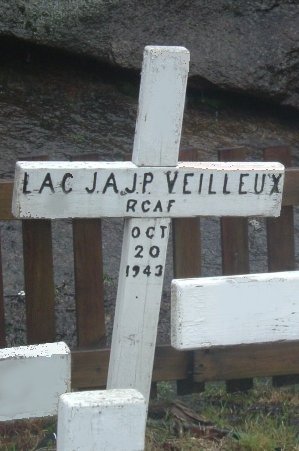 LAC J.A.J.P. VEILLEUX
RCAF
OCT
20
1943